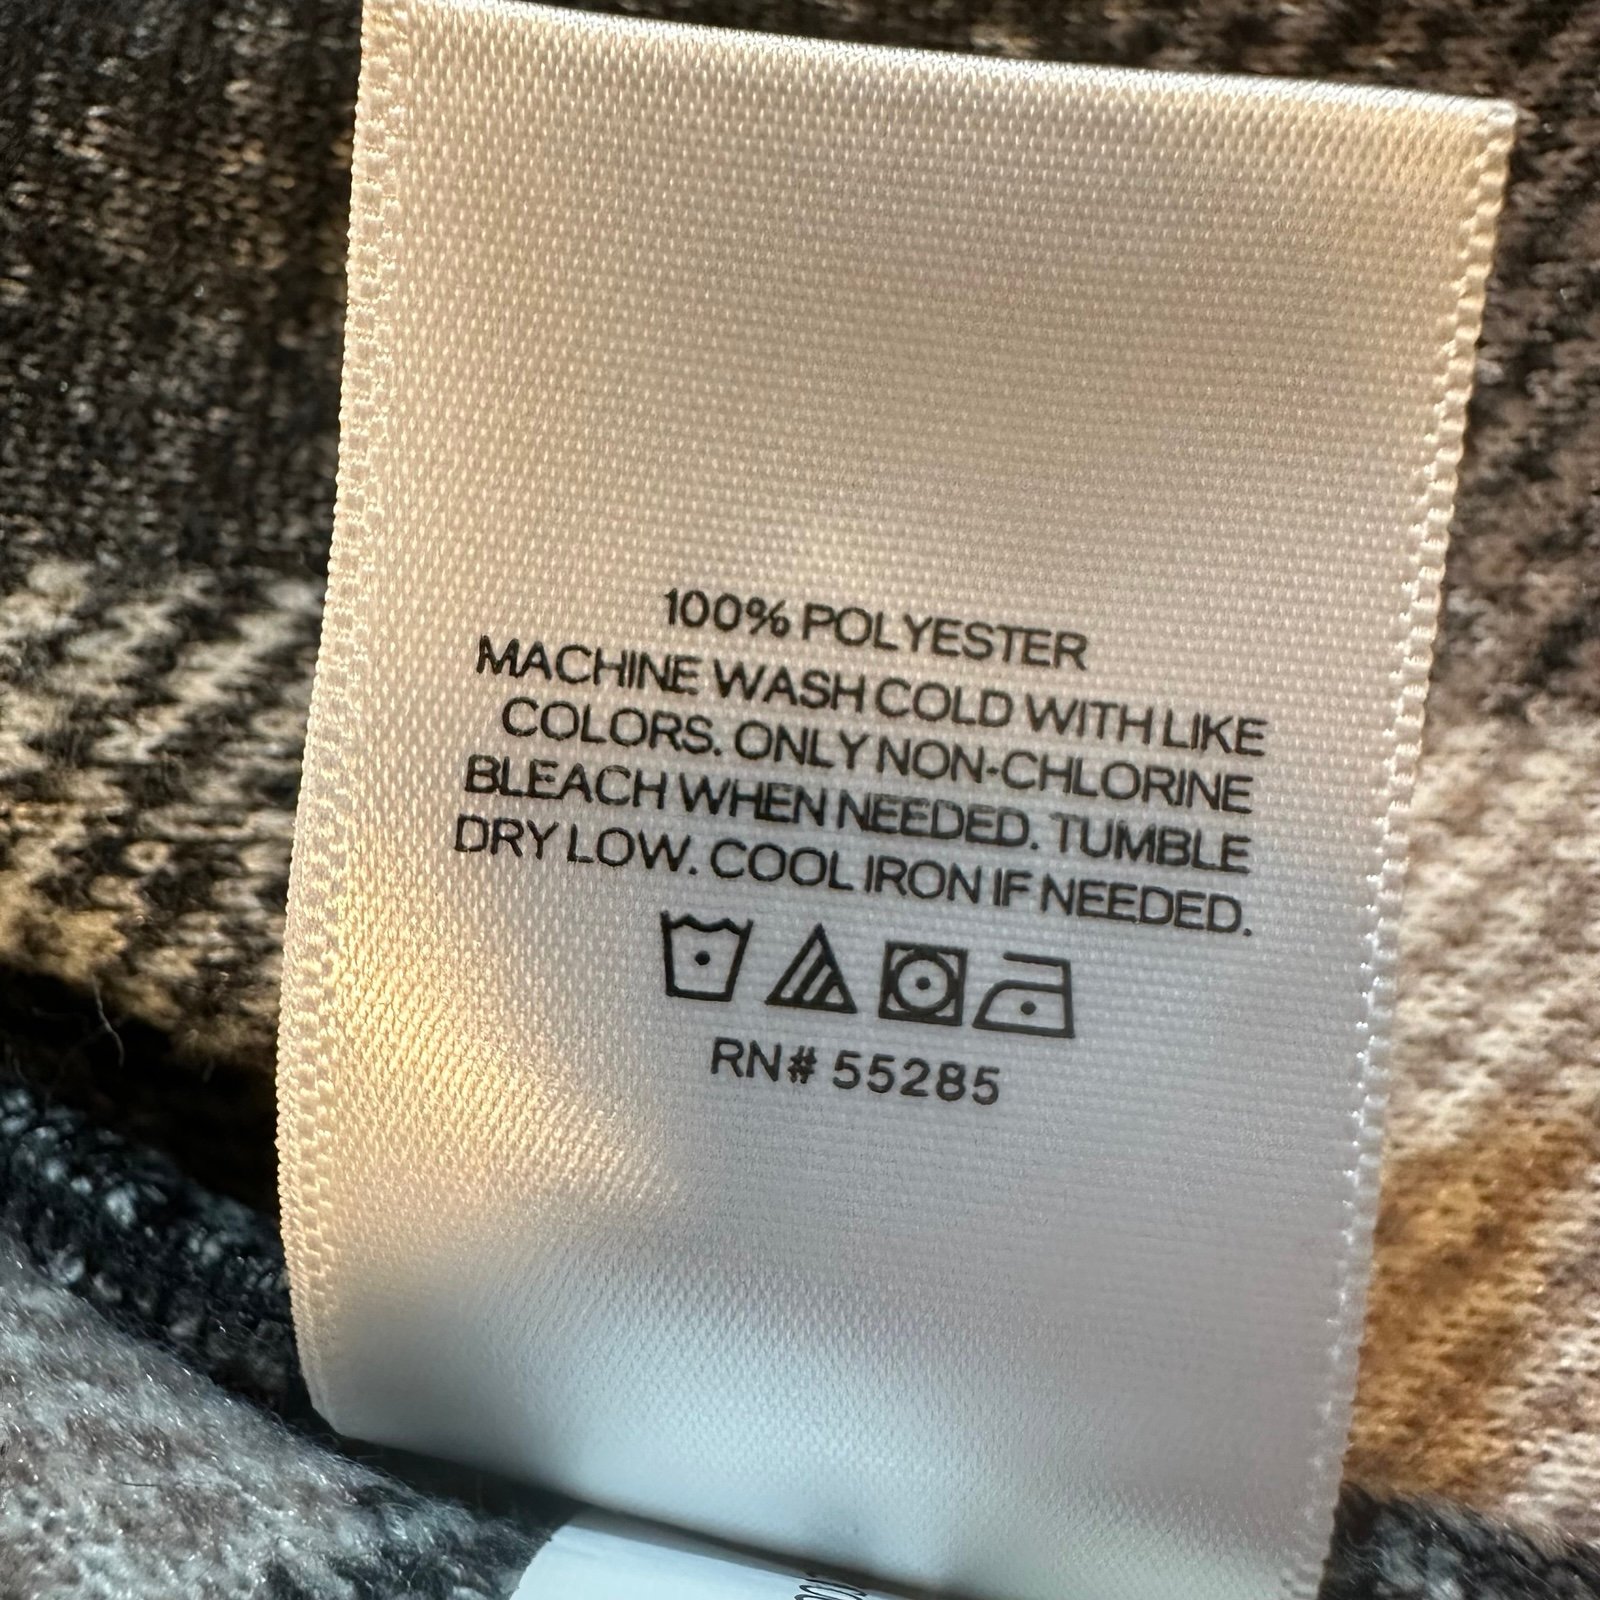 100% POLYESTER
MACHINE WASH COLD WITH LIKE
COLORS. ONLY NON-CHLORINE
BLEACH WHEN NEEDED. TUMBLE
DRY LOW. COOL IRON IF NEEDED.
RN# 55285